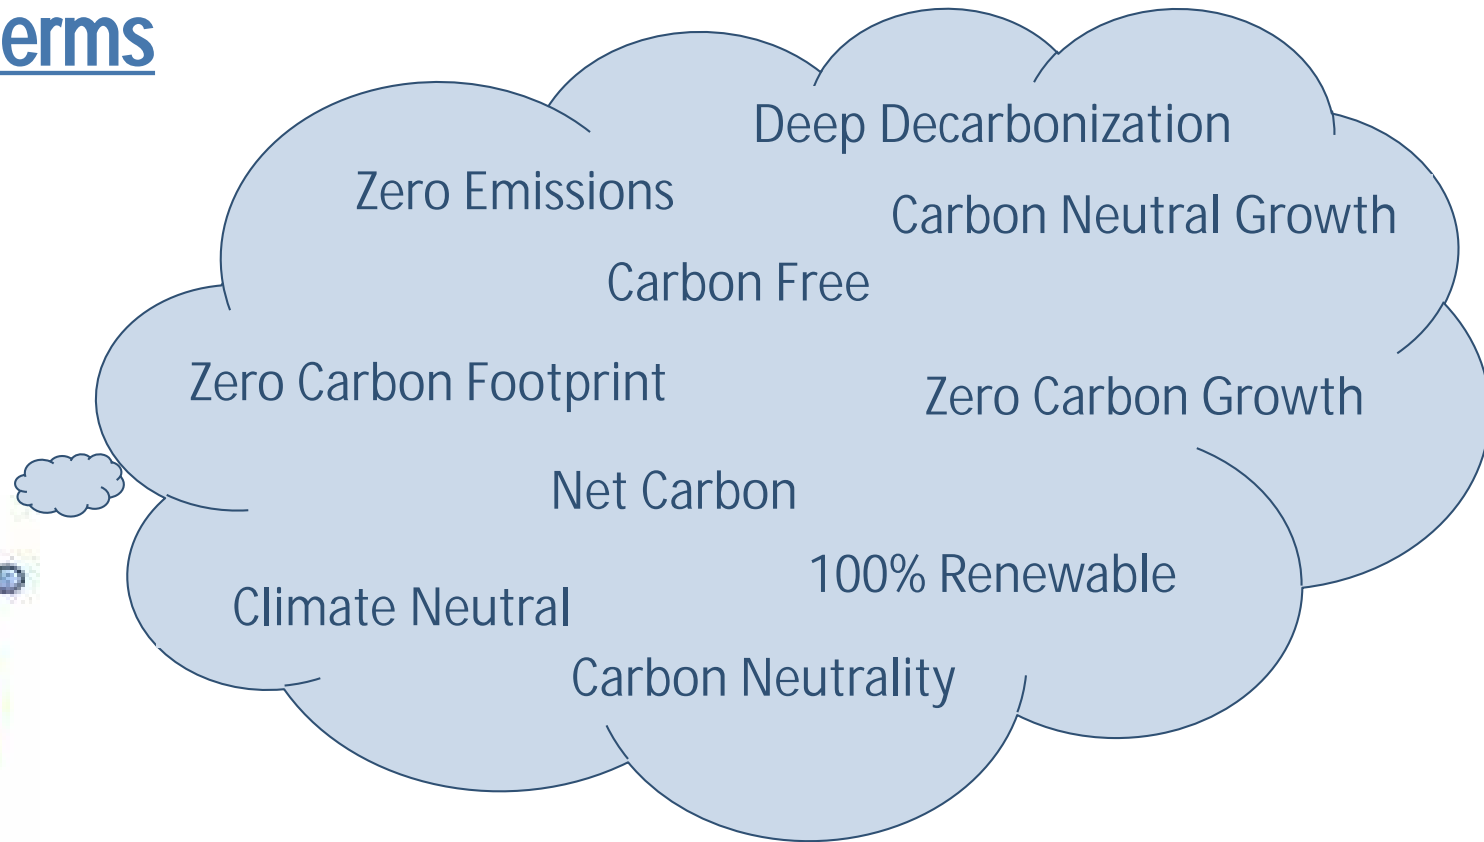 erms
Deep Decarbonization
Zero Emissions
Carbon Neutral Growth
Carbon Free
Zero Carbon Footprint
Zero Carbon Growth
Net Carbon
100% Renewable
Climate Neutral
Carbon Neutrality